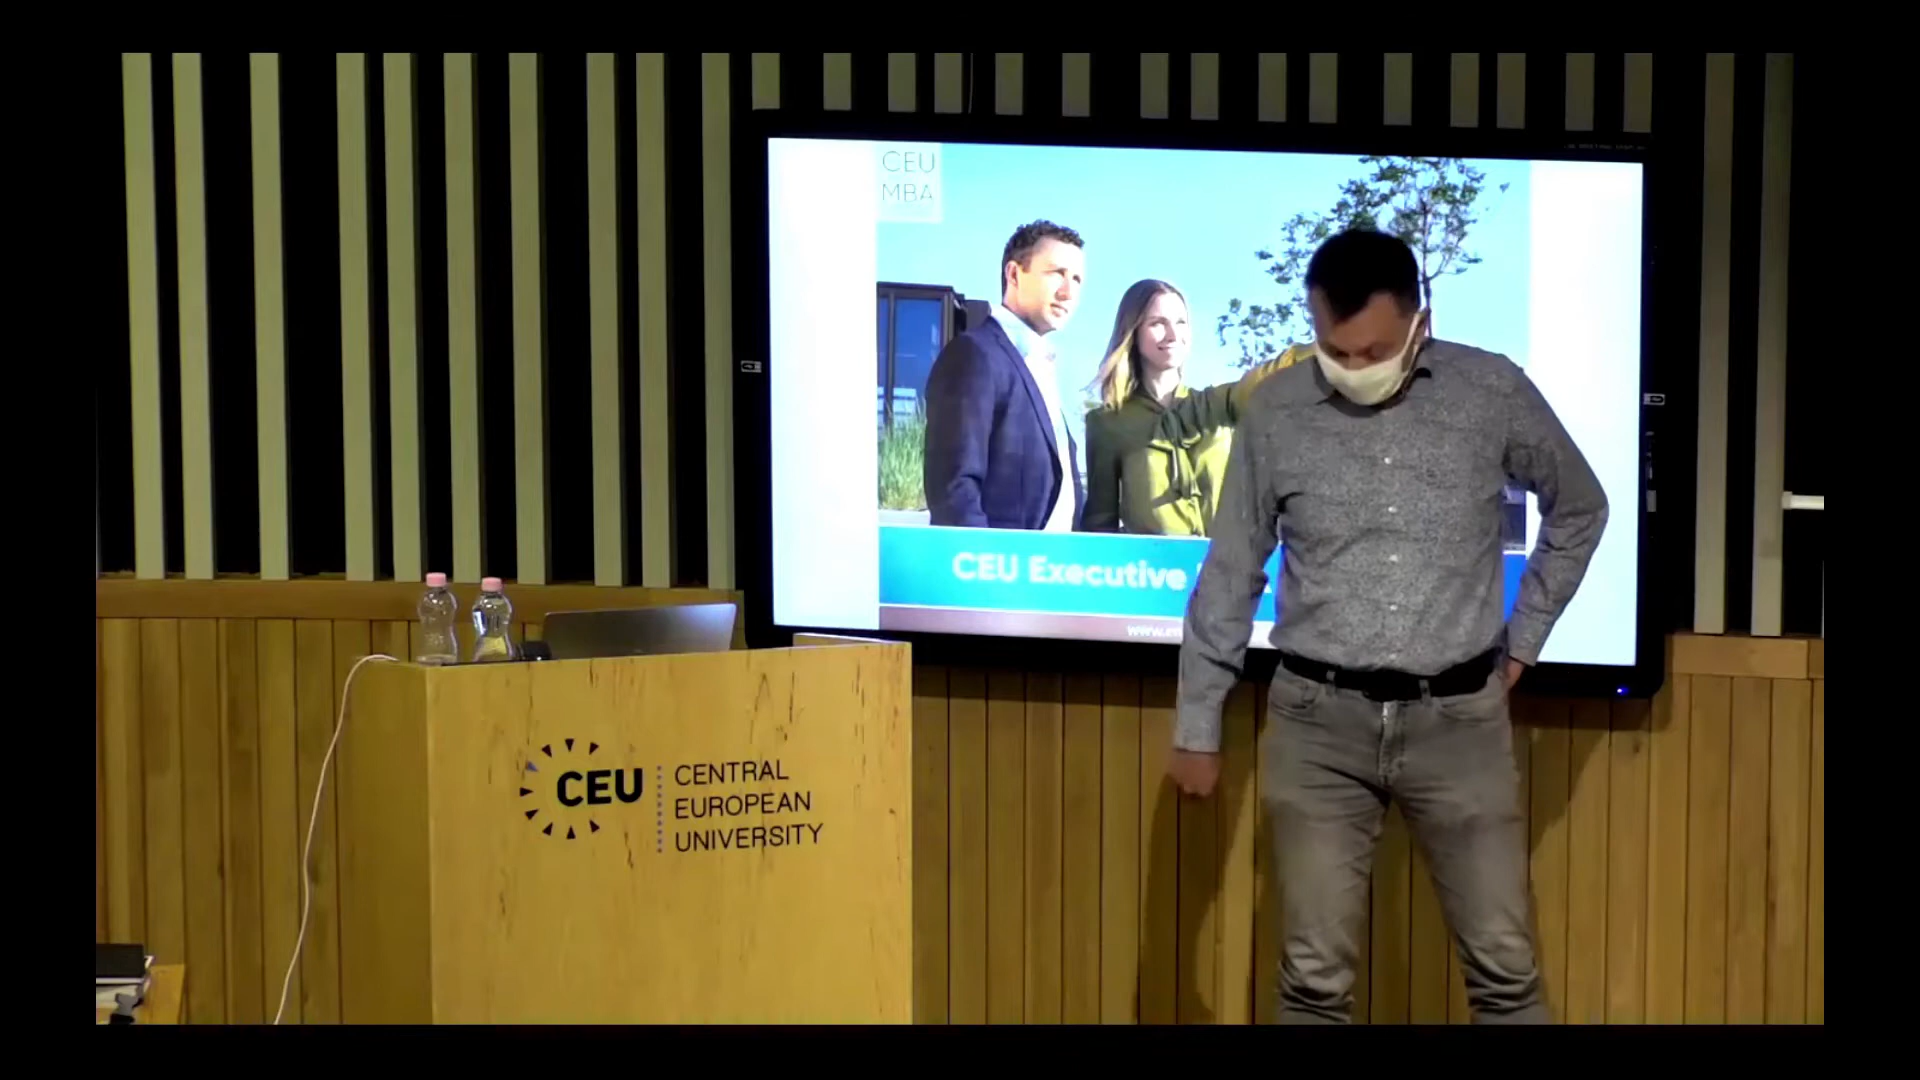 CEU
MBA
CEU Executive
CEU
CENTRAL
EUROPEAN
UNIVERSITY